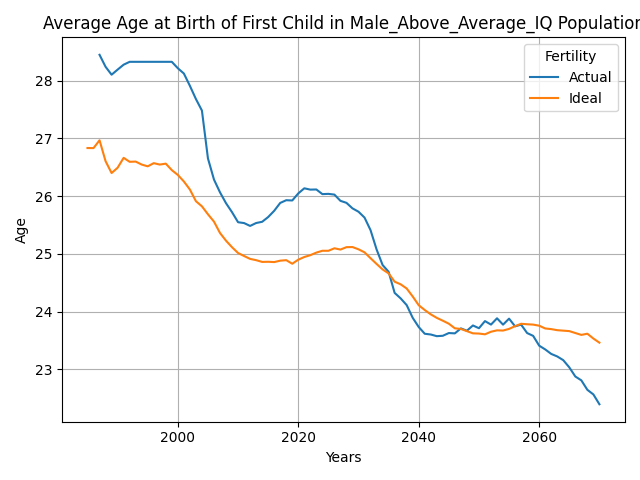 Average Age at Birth of First Child in Male_Above_Average_IQ Population
Fertility
Actual
Ideal
28
27
26
25
24
23
Age
2000
2020
2040
2060
Years